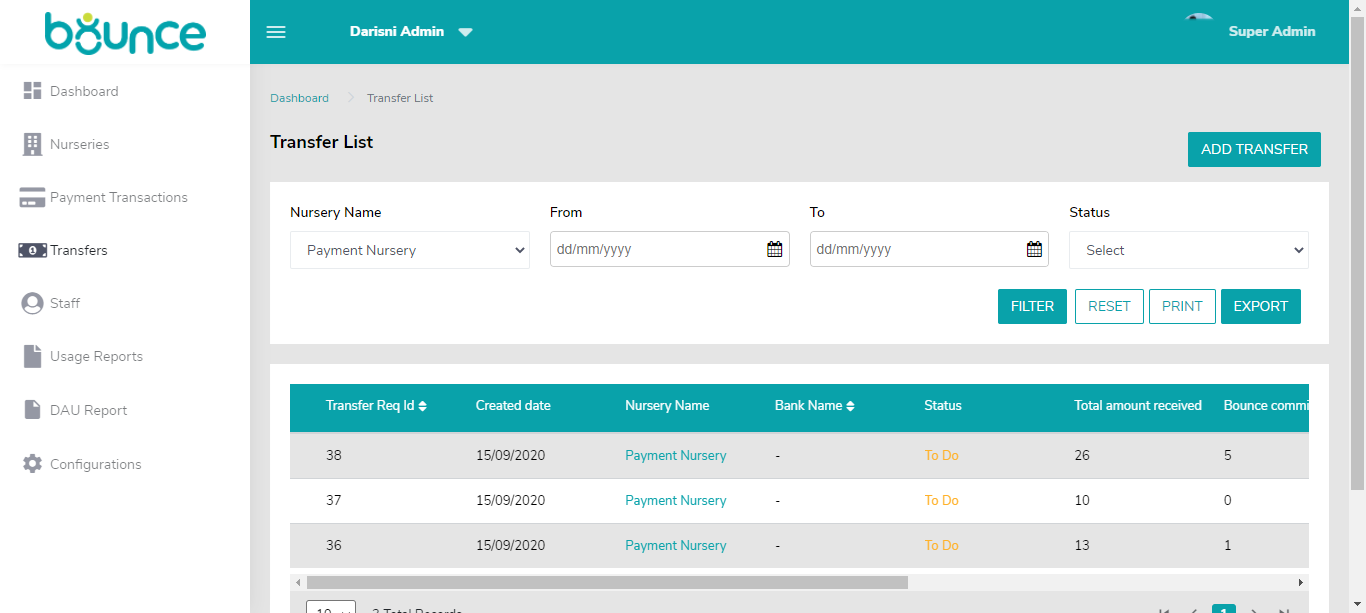 bounce
Darisni Admin
Super Admin
Dashboard
Nurseries
Payment Transactions
Transfers
Staff
Usage Reports
DAU Report
Configurations
Dashboard Transfer List
Transfer List
ADD TRANSFER
Nursery Name From To Status
Payment Nursery dd/mm/yyyy dd/mm/yyyy Select
FILTER RESET PRINT EXPORT
Transfer Req Id Created date Nursery Name Bank Name Status Total amount received Bounce commi
38 15/09/2020 Payment Nursery - To Do 26 5
37 15/09/2020 Payment Nursery - To Do 10 0
36 15/09/2020 Payment Nursery - To Do 13 1
10 3 Total Records 1